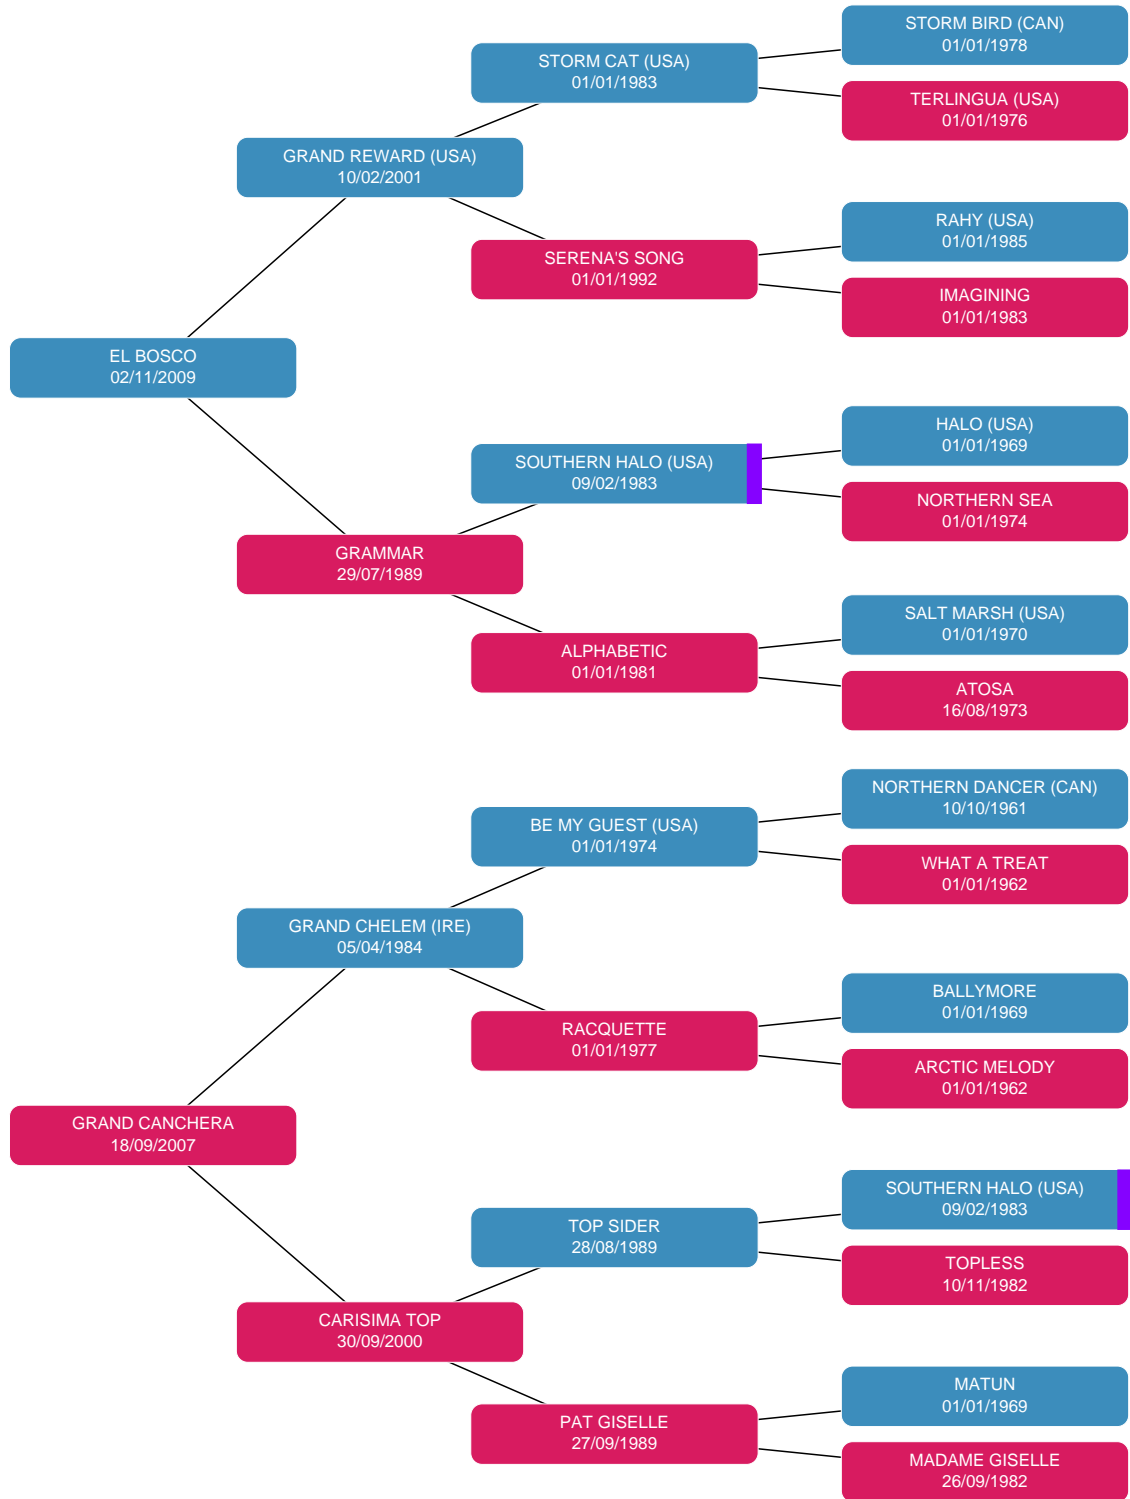 STORM BIRD (CAN)
01/01/1978
STORM CAT (USA)
01/01/1983
TERLINGUA (USA)
01/01/1976
GRAND REWARD (USA)
10/02/2001
RAHY (USA)
01/01/1985
SERENA'S SONG
01/01/1992
IMAGINING
01/01/1983
EL BOSCO
02/11/2009
HALO (USA)
01/01/1969
SOUTHERN HALO (USA)
09/02/1983
NORTHERN SEA
01/01/1974
GRAMMAR
29/07/1989
SALT MARSH (USA)
01/01/1970
ALPHABETIC
01/01/1981
ATOSA
16/08/1973
NORTHERN DANCER (CAN)
10/10/1961
BE MY GUEST (USA)
01/01/1974
WHAT A TREAT
01/01/1962
GRAND CHELEM (IRE)
05/04/1984
BALLYMORE
01/01/1969
RACQUETTE
01/01/1977
ARCTIC MELODY
01/01/1962
GRAND CANCHERA
18/09/2007
SOUTHERN HALO (USA)
09/02/1983
TOP SIDER
28/08/1989
TOPLESS
10/11/1982
CARISIMA TOP
30/09/2000
MATUN
01/01/1969
PAT GISELLE
27/09/1989
MADAME GISELLE
26/09/1982